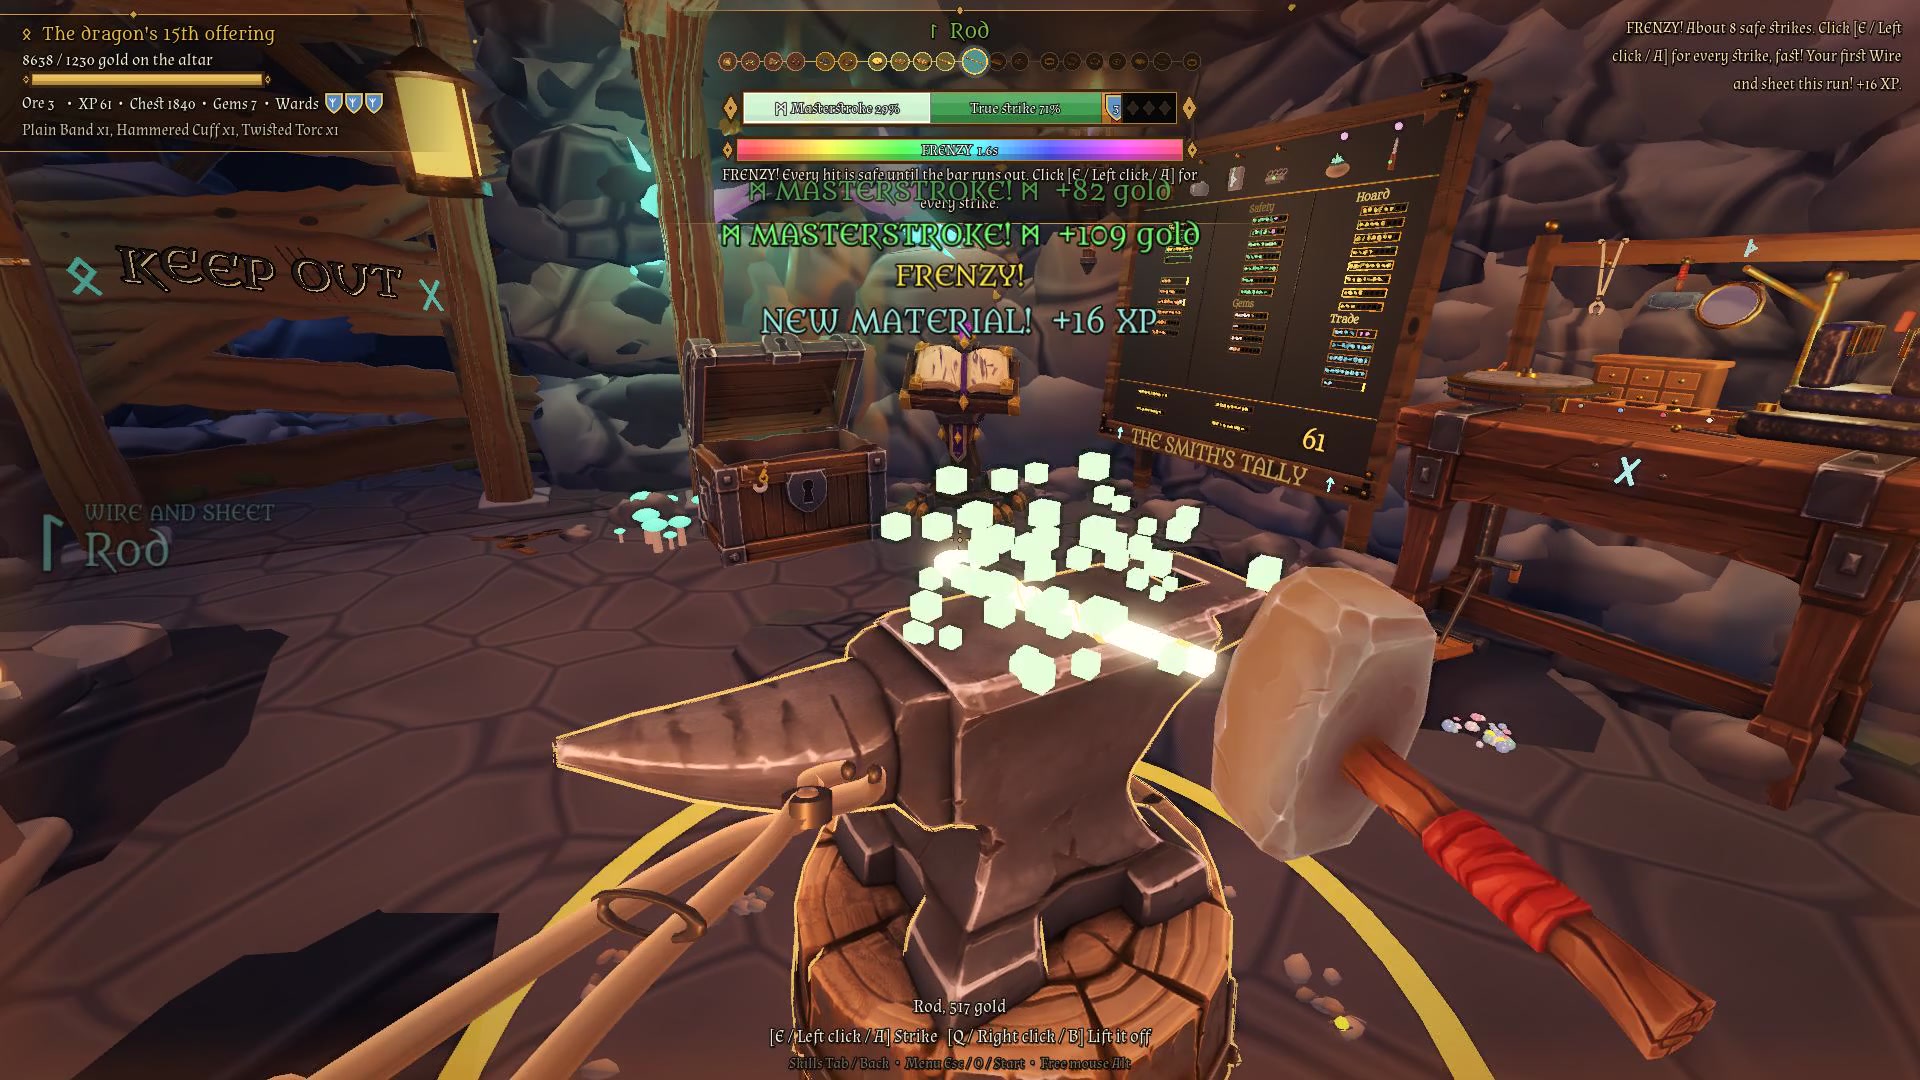 The dragon's 15th offering
8638 / 1230 gold on the altar
Ore 3 • XP 61 • Chest 1840 • Gems 7 • Wards
Plain Band x1, Hammered Cuff x1, Twisted Torc x1
Rod
Masterstroke 29%
True strike 71%
3
FRENZY 1.6s
FRENZY! Every hit is safe until the bar runs out. Click [E / Left click / A] for
every strike.
MASTERSTROKE! +82 gold
MASTERSTROKE! +109 gold
FRENZY!
NEW MATERIAL! +16 XP
FRENZY! About 8 safe strikes. Click [E / Left
click / A] for every strike, fast! Your first Wire
and sheet this run! +16 XP.
KEEP OUT
WIRE AND SHEET
Rod
Safety
Gems
Hoard
Trade
61
THE SMITH'S TALLY
Rod, 517 gold
[E / Left click / A] Strike [Q / Right click / B] Lift it off
Skills Tab / Back • Menu Esc / O / Start • Free mouse Alt